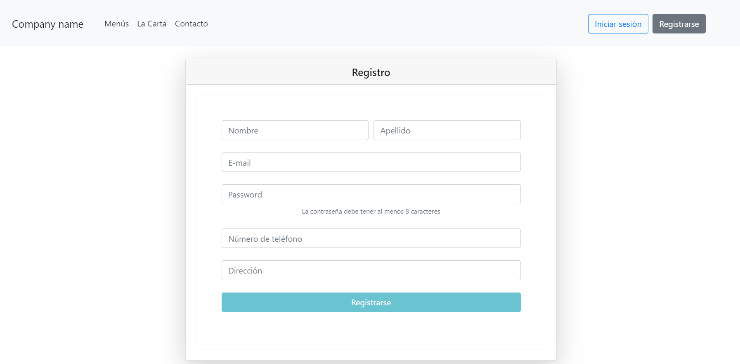 Company name Menús La Carta Contacto Iniciar sesión Registrarse
Registro
Nombre Apellido
E-mail
Password
La contraseña debe tener al menos 8 caracteres
Número de teléfono
Dirección
Registrarse